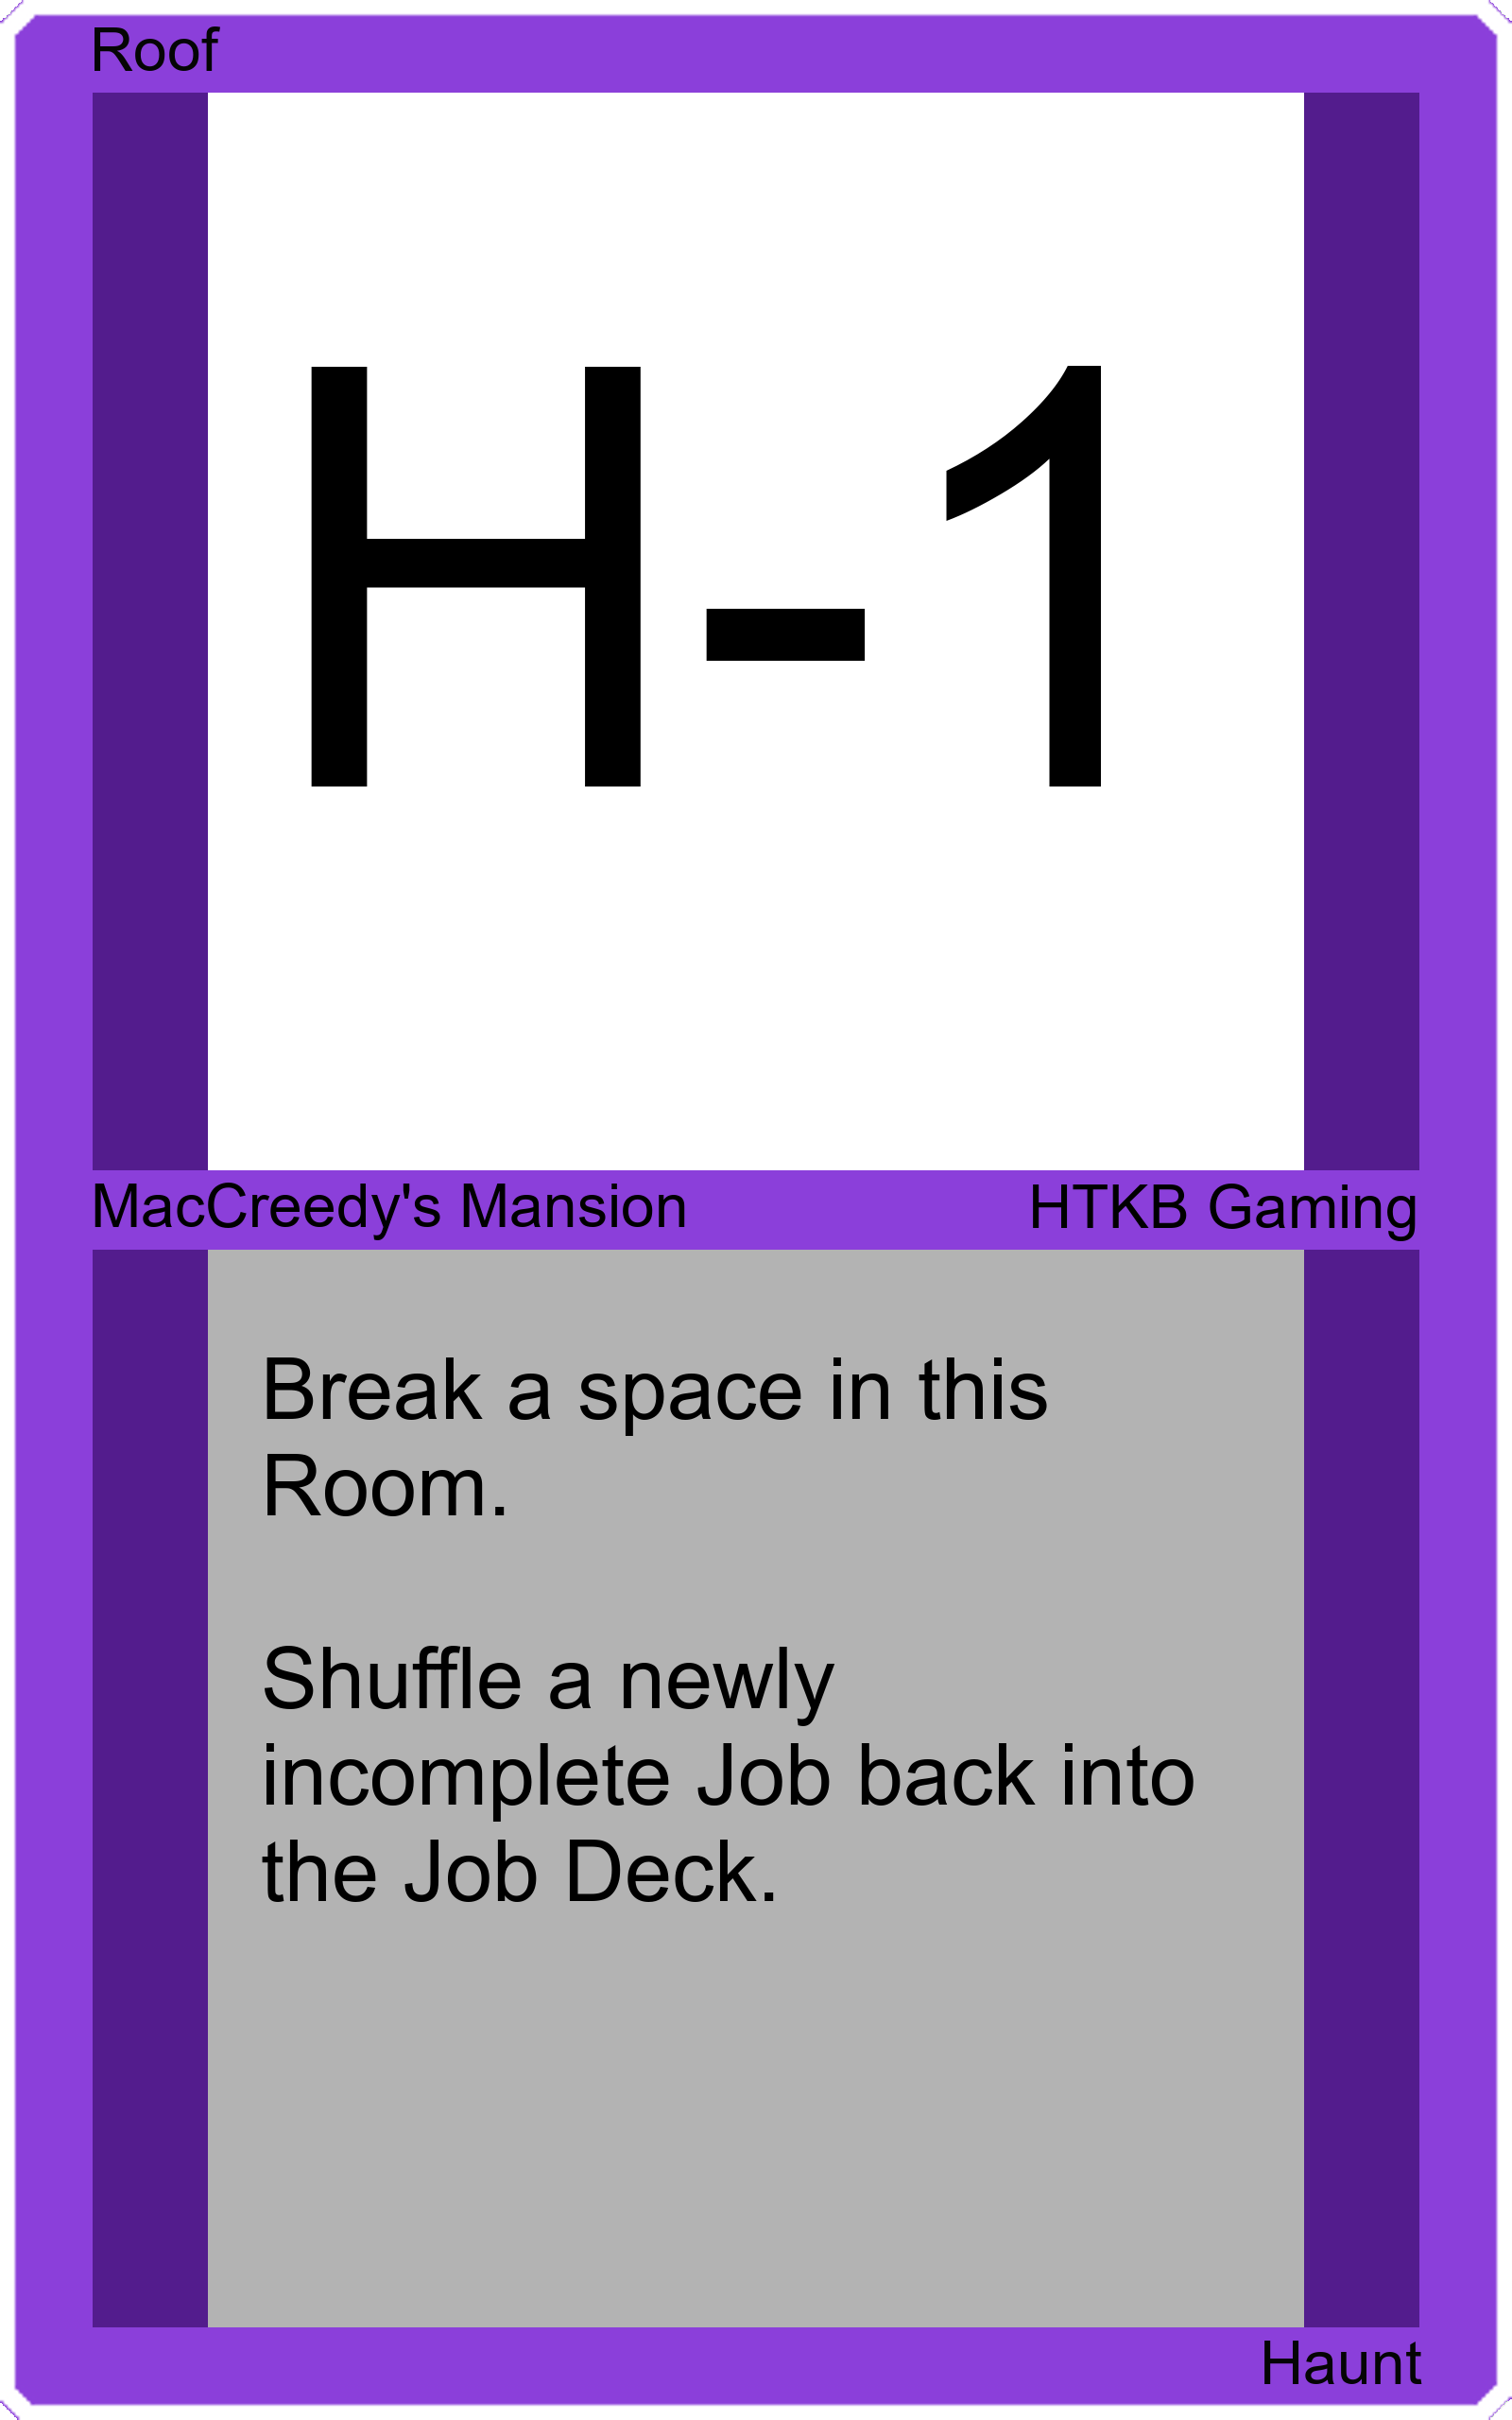 Roof
H-1
MacCreedy's Mansion
HTKB Gaming
Break a space in this
Room.
Shuffle a newly
incomplete Job back into
the Job Deck.
Haunt